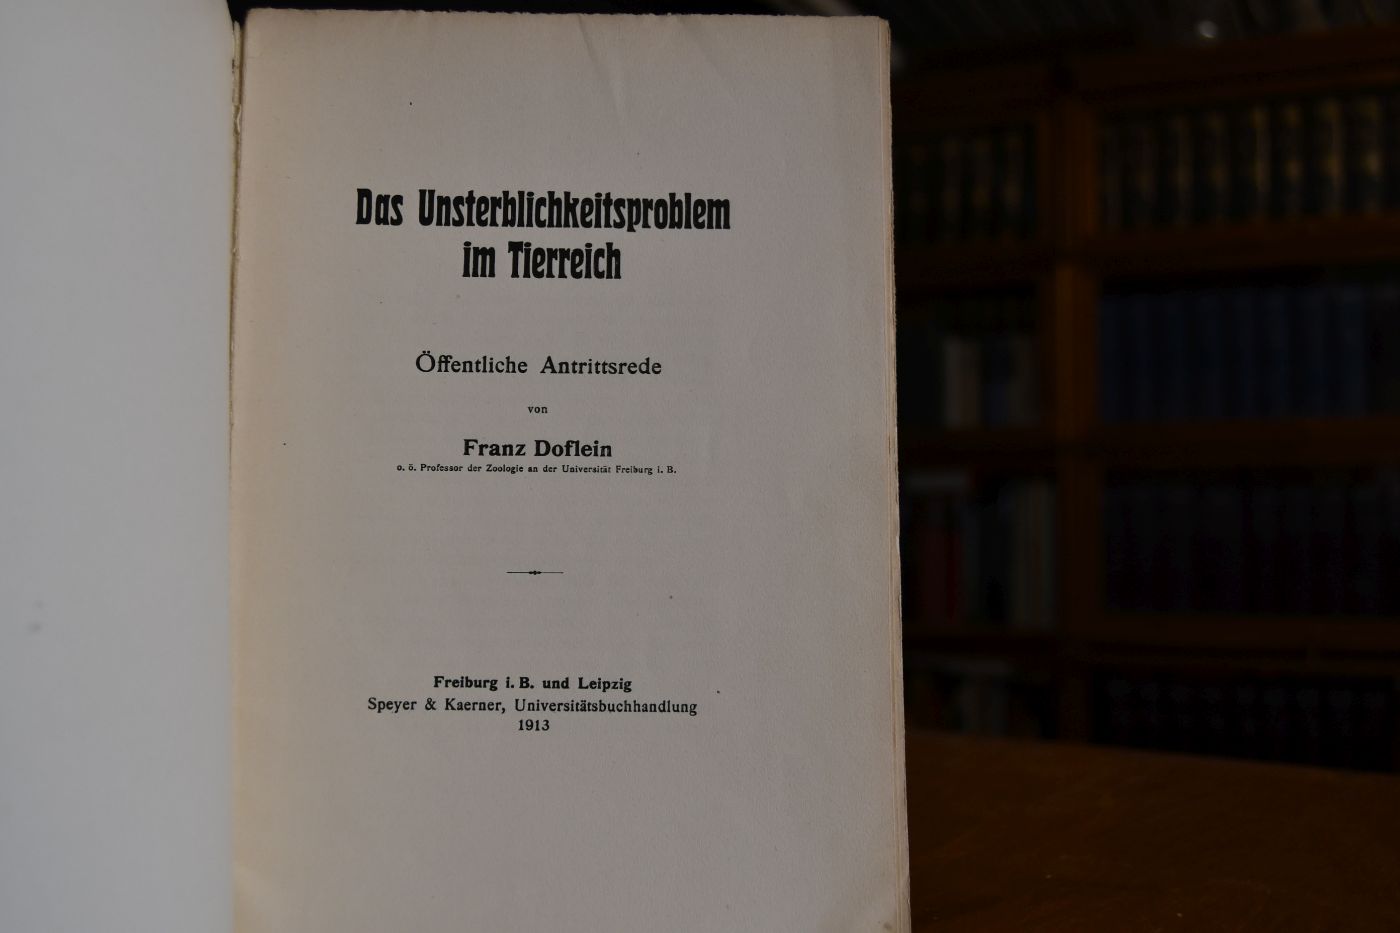 Das Unsterblichkeitsproblem
im Tierreich
Öffentliche Antrittsrede
von
Franz Doflein
o. ö. Professor der Zoologie an der Universität Freiburg i. B.
Freiburg i. B. und Leipzig
Speyer & Kaerner, Universitätsbuchhandlung
1913